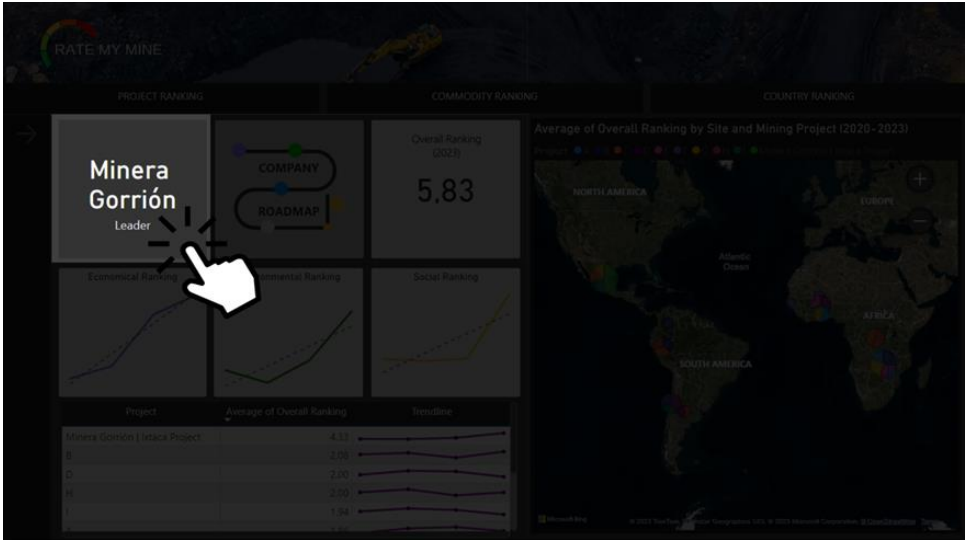 RATE MY MINE
PROJECT RANKING
COMMODITY RANKING
COUNTRY RANKING
Minera
Gorrión
Leader
COMPANY
ROADMAP
Overall Ranking
(2023)
5,83
Average of Overall Ranking by Site and Mining Project (2020-2023)
NORTH AMERICA
EUROPE
Atlantic
Ocean
AFRICA
SOUTH AMERICA
Economical Ranking
Ranking
Social Ranking
Project
Average of Overall Ranking
Trendline
Minera Gorrión | Ixtaca Project
4,33
B
2,08
D
2,00
H
2,00
I
1,94
Microsoft Bing